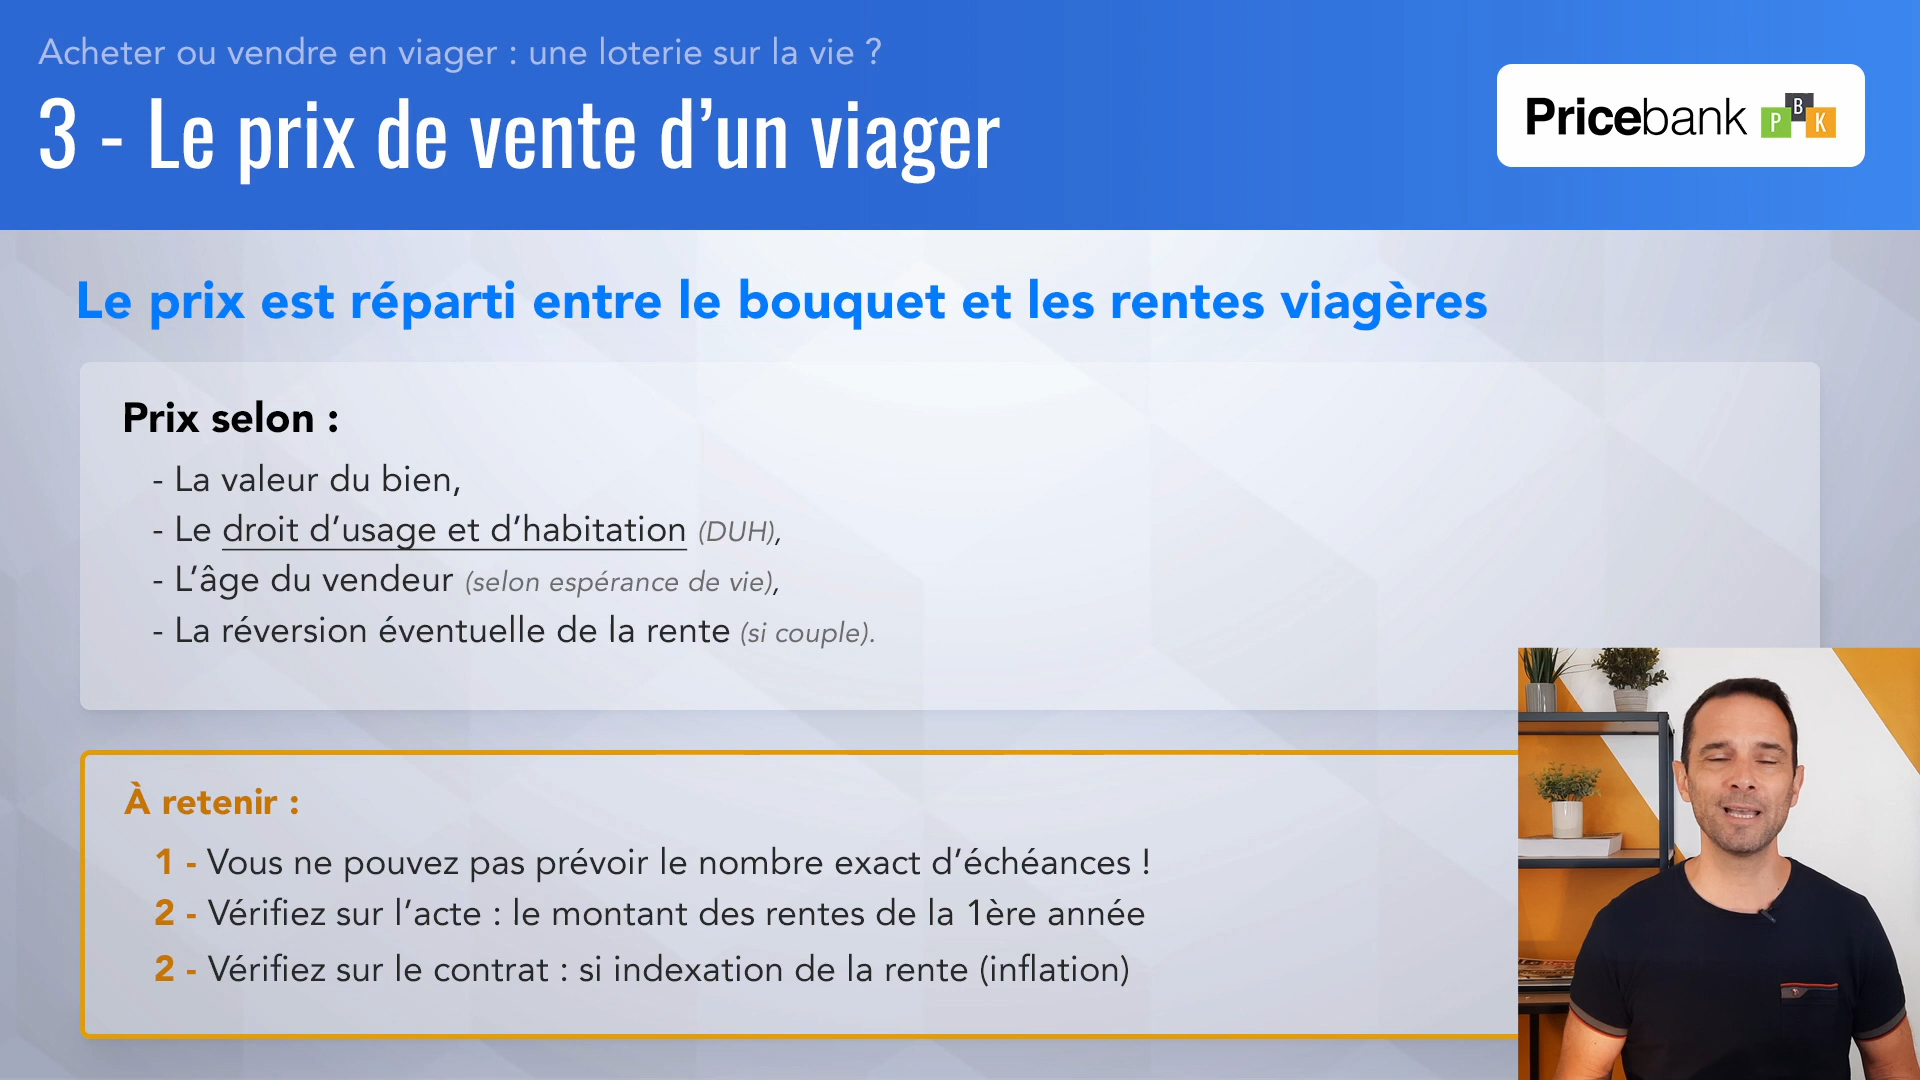 Acheter ou vendre en viager : une loterie sur la vie ?
3 - Le prix de vente d’un viager
Pricebank P B K
Le prix est réparti entre le bouquet et les rentes viagères
Prix selon :
- La valeur du bien,
- Le droit d’usage et d’habitation (DUH),
- L’âge du vendeur (selon espérance de vie),
- La réversion éventuelle de la rente (si couple).
À retenir :
1 - Vous ne pouvez pas prévoir le nombre exact d’échéances !
2 - Vérifiez sur l’acte : le montant des rentes de la 1ère année
2 - Vérifiez sur le contrat : si indexation de la rente (inflation)